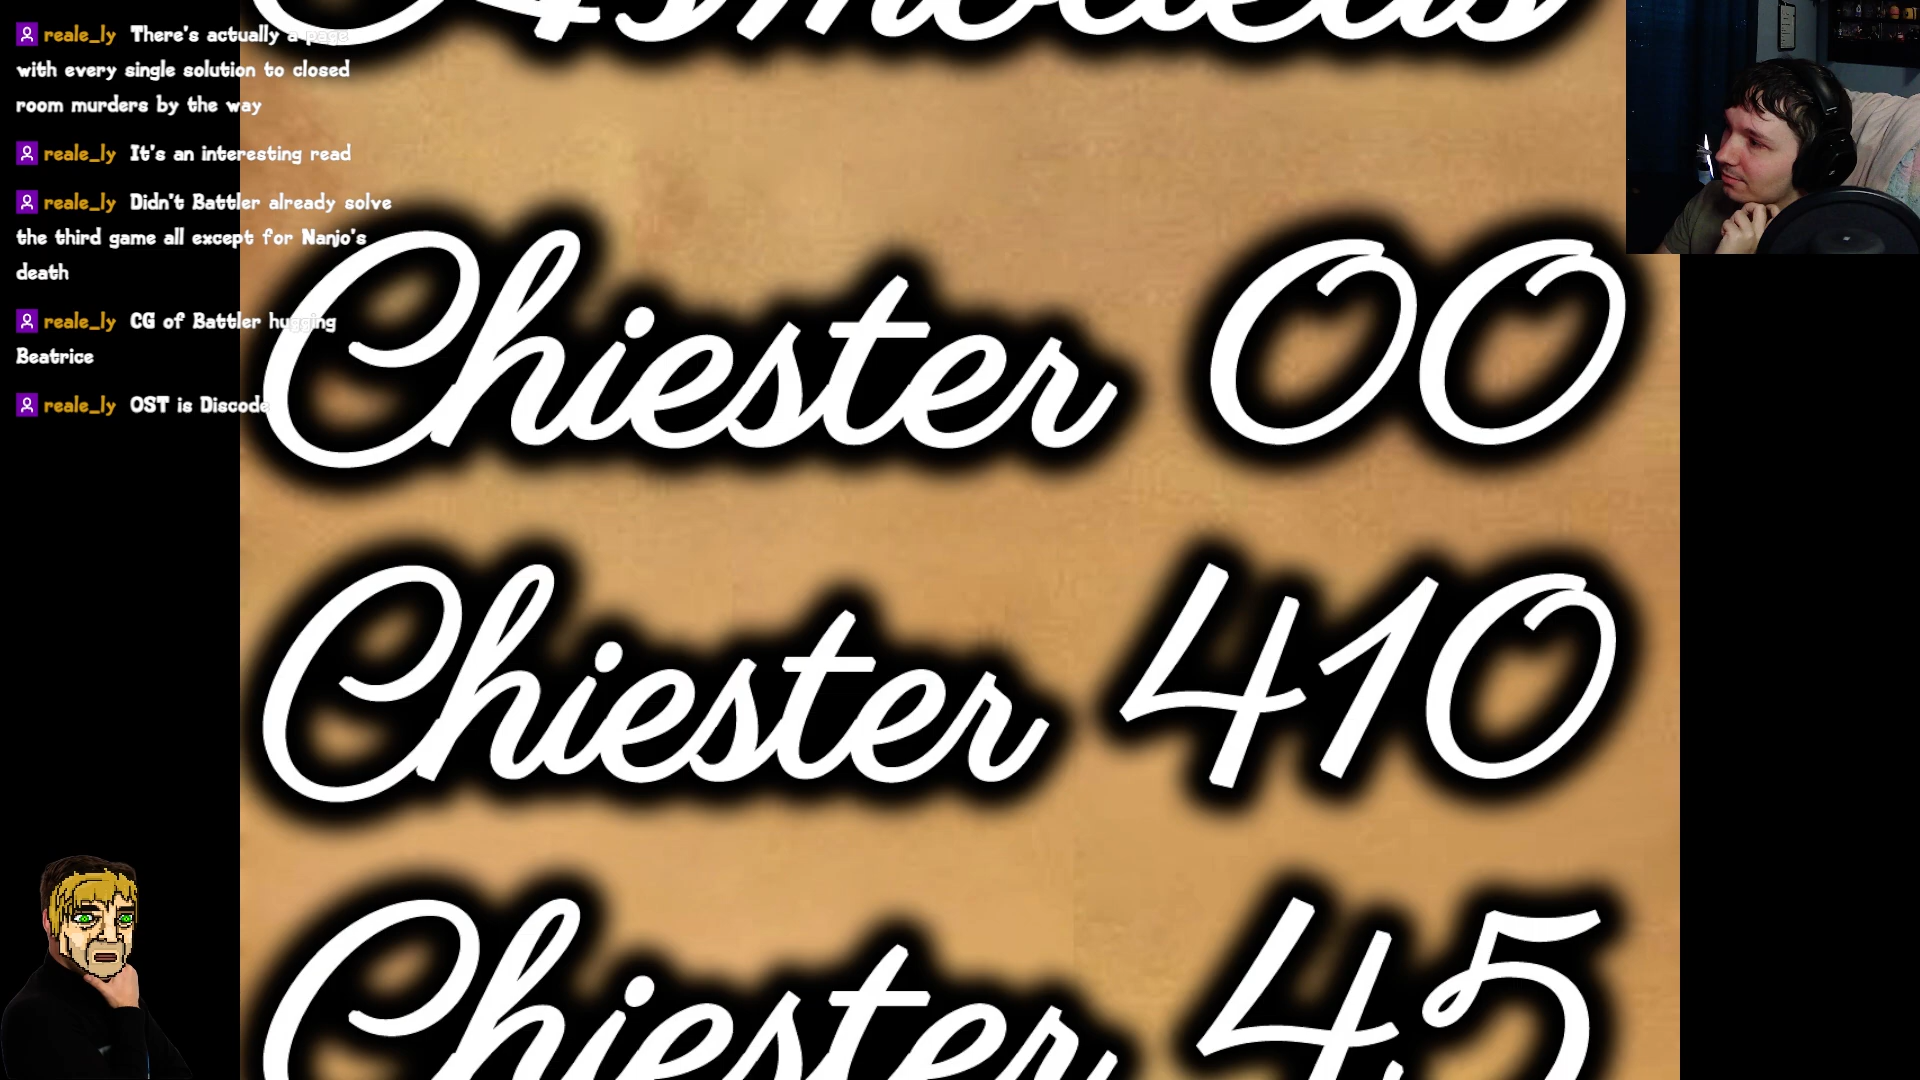 reale_ly There's actually a page
with every single solution to closed
room murders by the way
reale_ly It's an interesting read
reale_ly Didn't Battler already solve
the third game all except for Nanjo's
death
reale_ly CG of Battler hugging
Beatrice
reale_ly OST is Discode
Asmodeus
Chiester 00
Chiester 410
Chiester 45